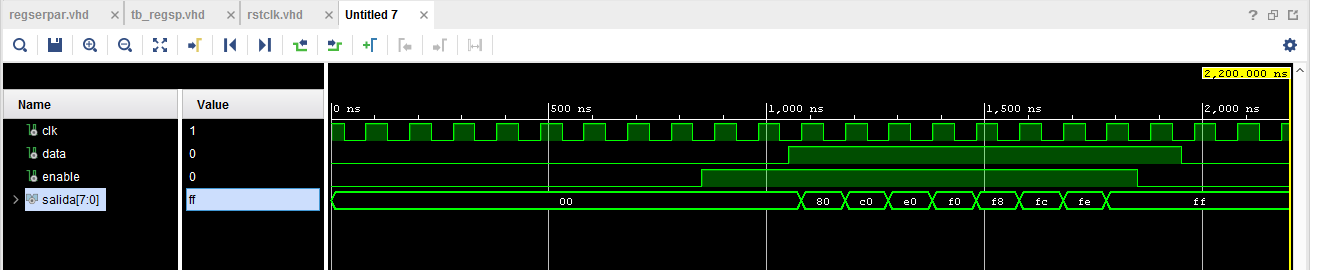 regserpar.vhd tb_regsp.vhd rstclk.vhd Untitled 7
2,200.000 ns
Name Value
0 ns 500 ns 1,000 ns 1,500 ns 2,000 ns
clk 1
data 0
enable 0
salida[7:0] ff 00 80 c0 e0 f0 f8 fc fe ff